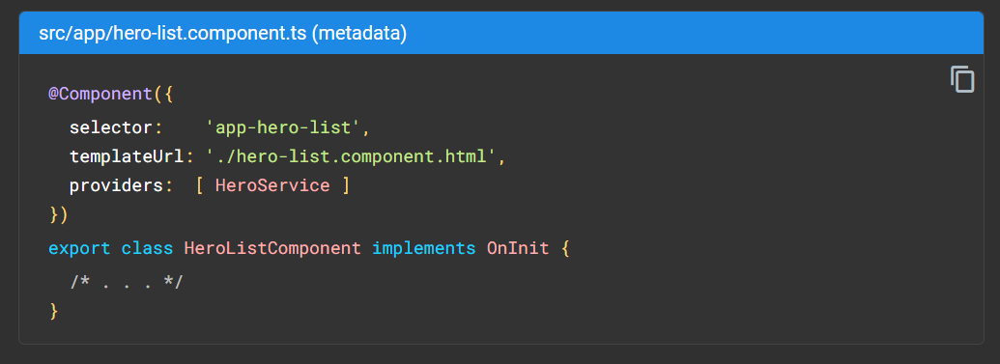 src/app/hero-list.component.ts (metadata)
@Component({
  selector:    'app-hero-list',
  templateUrl: './hero-list.component.html',
  providers:  [ HeroService ]
})
export class HeroListComponent implements OnInit {
  /* . . . */
}